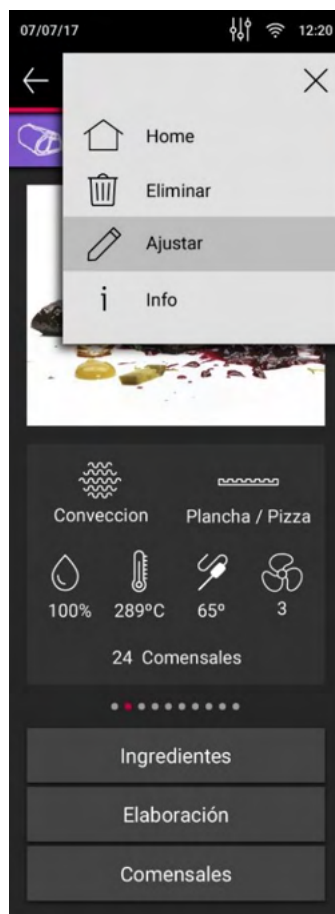 07/07/17 12:20
Home
Eliminar
Ajustar
i Info
Conveccion Plancha / Pizza
100% 289ºC 65º 3
24 Comensales
Ingredientes
Elaboración
Comensales